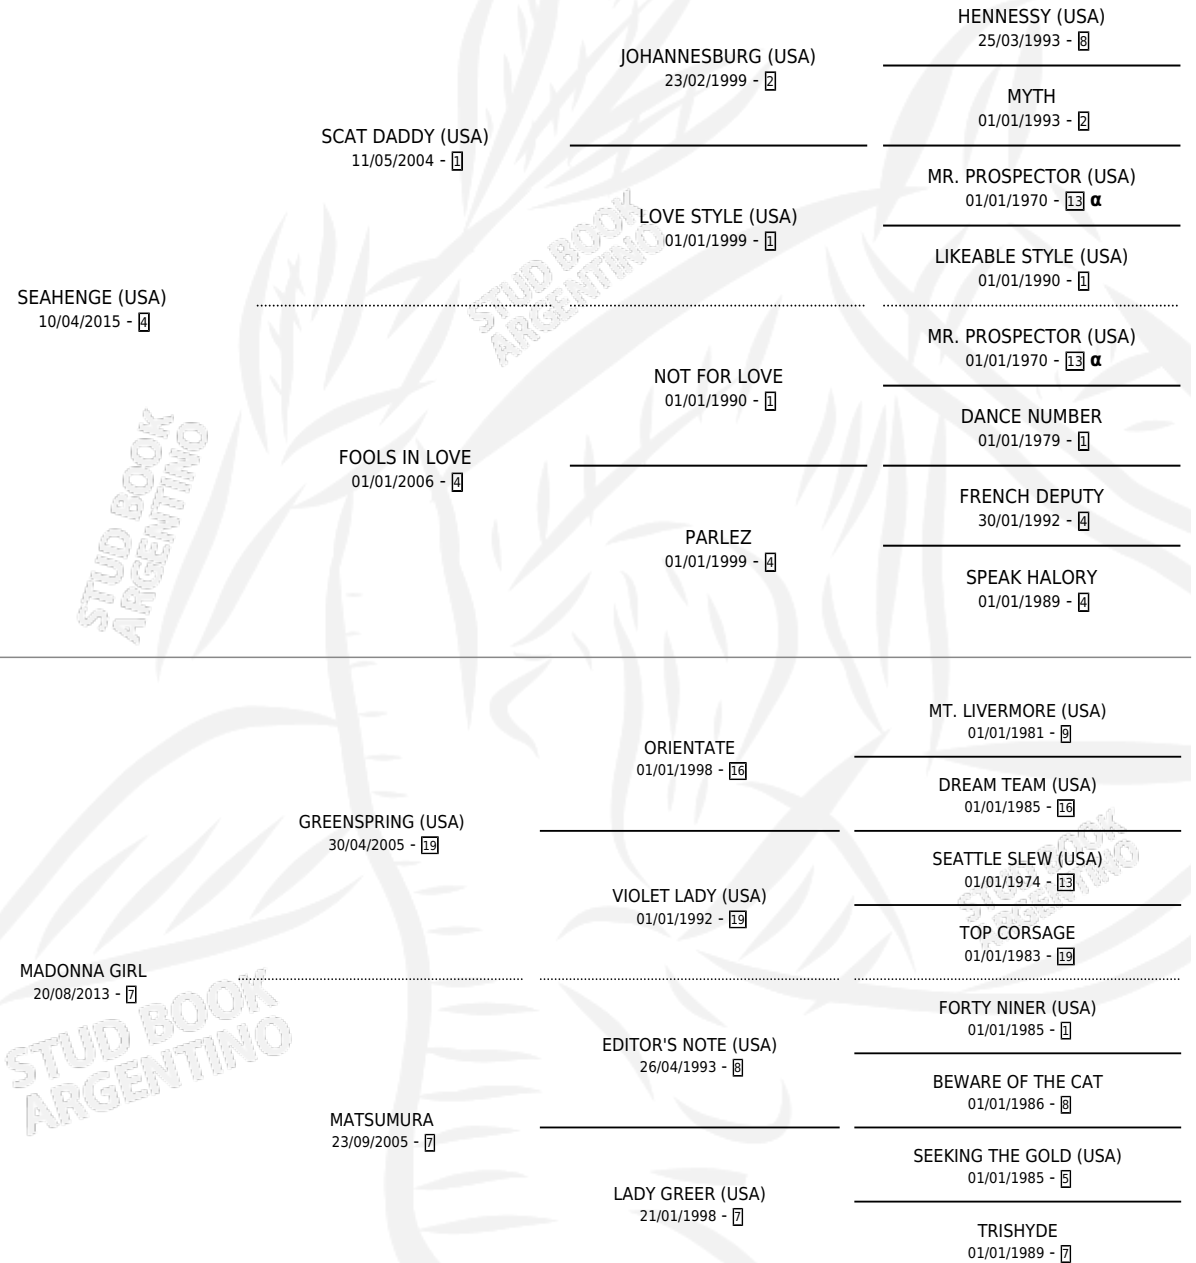 HENNESSY (USA)
25/03/1993 - 8
JOHANNESBURG (USA)
23/02/1999 - 2
MYTH
01/01/1993 - 2
SCAT DADDY (USA)
11/05/2004 - 1
MR. PROSPECTOR (USA)
01/01/1970 - 13 α
LOVE STYLE (USA)
01/01/1999 - 1
LIKEABLE STYLE (USA)
01/01/1990 - 1
SEAHENGE (USA)
10/04/2015 - 4
MR. PROSPECTOR (USA)
01/01/1970 - 13 α
NOT FOR LOVE
01/01/1990 - 1
DANCE NUMBER
01/01/1979 - 1
FOOLS IN LOVE
01/01/2006 - 4
FRENCH DEPUTY
30/01/1992 - 4
PARLEZ
01/01/1999 - 4
SPEAK HALORY
01/01/1989 - 4
MT. LIVERMORE (USA)
01/01/1981 - 9
ORIENTATE
01/01/1998 - 16
DREAM TEAM (USA)
01/01/1985 - 16
GREENSPRING (USA)
30/04/2005 - 19
SEATTLE SLEW (USA)
01/01/1974 - 13
VIOLET LADY (USA)
01/01/1992 - 19
TOP CORSAGE
01/01/1983 - 19
MADONNA GIRL
20/08/2013 - 7
FORTY NINER (USA)
01/01/1985 - 1
EDITOR'S NOTE (USA)
26/04/1993 - 8
BEWARE OF THE CAT
01/01/1986 - 8
MATSUMURA
23/09/2005 - 7
SEEKING THE GOLD (USA)
01/01/1985 - 5
LADY GREER (USA)
21/01/1998 - 7
TRISHYDE
01/01/1989 - 7
STUD BOOK
ARGENTINO
STUD BOOK
ARGENTINO
STUD BOOK
ARGENTINO
STUD BOOK
ARGENTINO